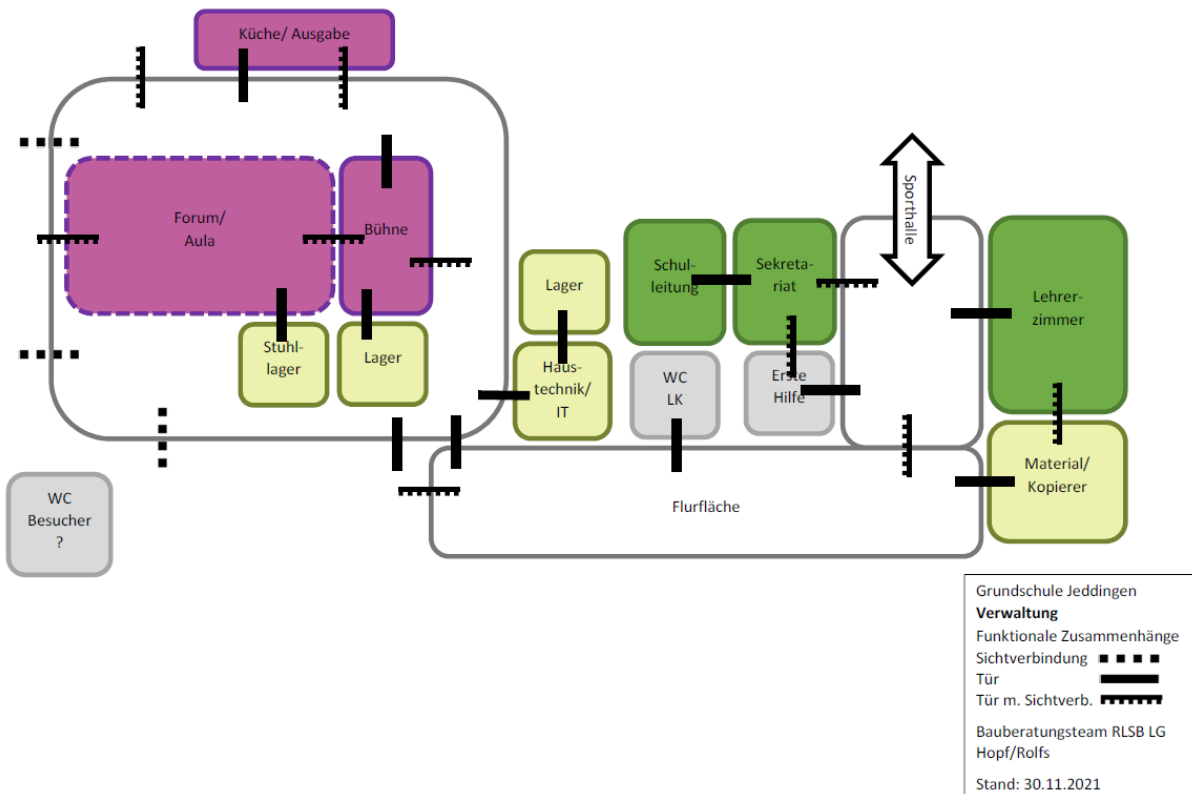 Küche/ Ausgabe
Forum/
Aula
Bühne
Stuhl-
lager
Lager
Lager
Haus-
technik/
IT
Schul-
leitung
Sekreta-
riat
WC
LK
Erste
Hilfe
Sporthalle
Lehrer-
zimmer
Material/
Kopierer
Flurfläche
WC
Besucher
?
Grundschule Jeddingen
Verwaltung
Funktionale Zusammenhänge
Sichtverbindung
Tür
Tür m. Sichtverb.
Bauberatungsteam RLSB LG
Hopf/Rolfs
Stand: 30.11.2021